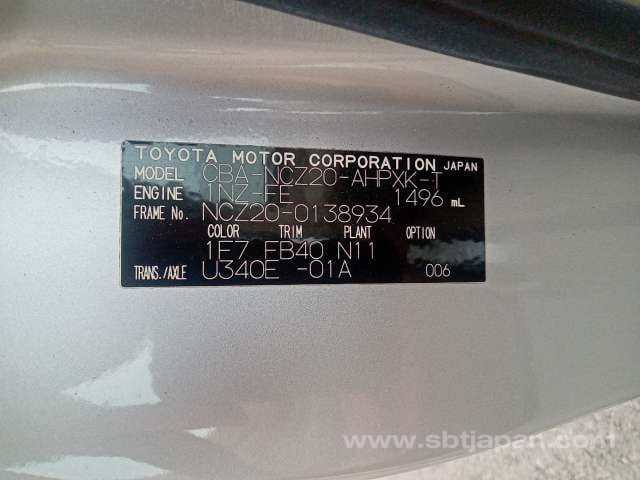 TOYOTA MOTOR CORPORATION JAPAN
MODEL CBA-NCZ20-AHPXK-T
ENGINE 1NZ-FE 1496 mL
FRAME No. NCZ20-0138934
COLOR TRIM PLANT OPTION
1E7 FB40 N11
TRANS./AXLE U340E -01A 006
www.sbtjapan.com